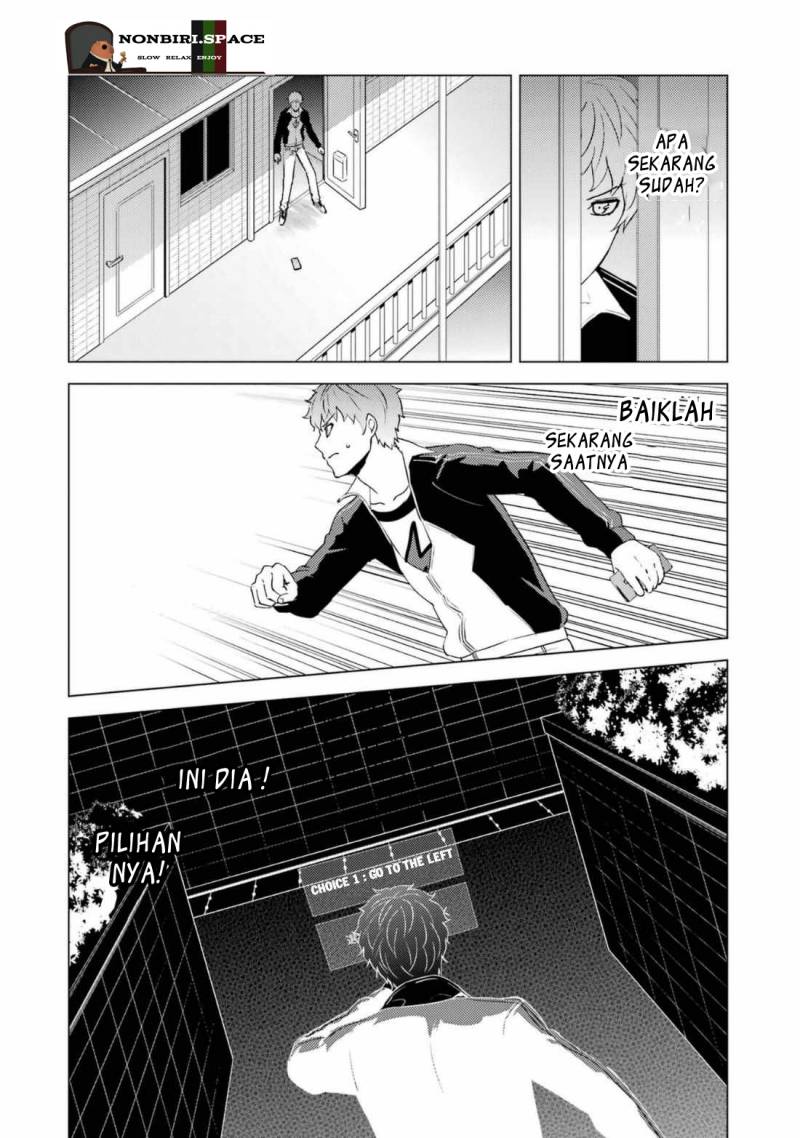 NONBIRI.SPACE
SLOW RELAX ENJOY
APA
SEKARANG
SUDAH?
BAIKLAH
SEKARANG
SAATNYA
INI DIA !
PILIHAN
NYA!
CHOICE 1 : GO TO THE LEFT